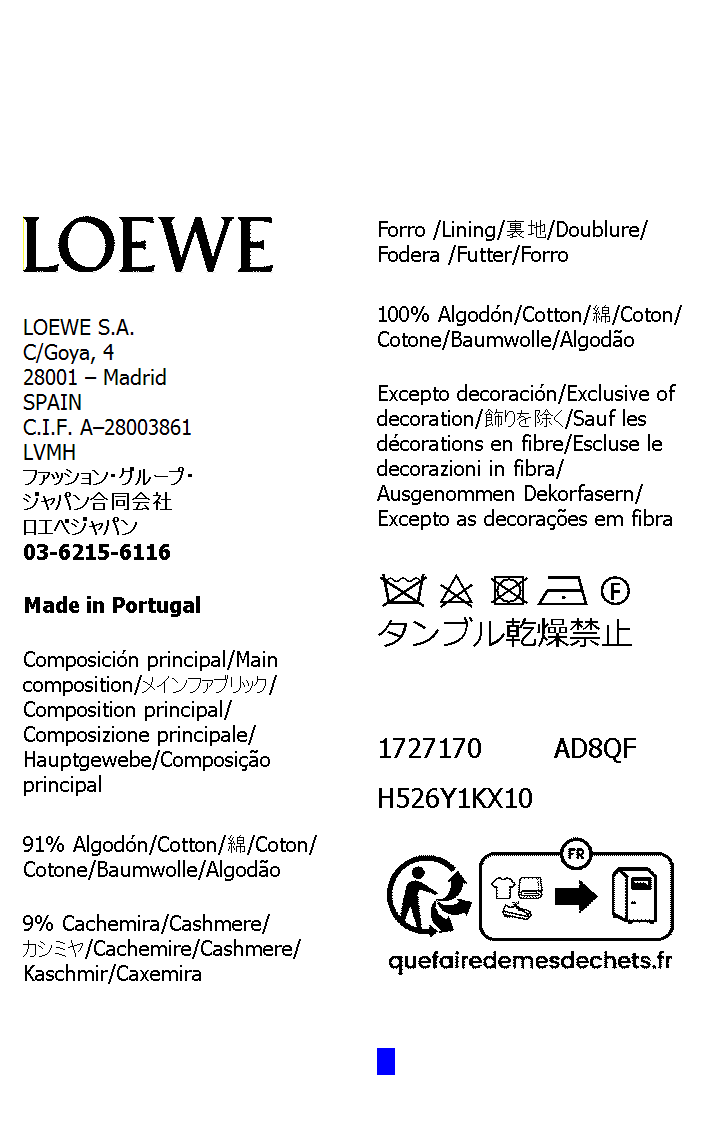 LOEWE
LOEWE S.A.
C/Goya, 4
28001 – Madrid
SPAIN
C.I.F. A–28003861
LVMH
ファッション・グループ・
ジャパン合同会社
ロエベジャパン
03-6215-6116
Made in Portugal
Composición principal/Main
composition/メインファブリック/
Composition principal/
Composizione principale/
Hauptgewebe/Composição
principal
91% Algodón/Cotton/綿/Coton/
Cotone/Baumwolle/Algodão
9% Cachemira/Cashmere/
カシミヤ/Cachemire/Cashmere/
Kaschmir/Caxemira
Forro /Lining/裏地/Doublure/
Fodera /Futter/Forro
100% Algodón/Cotton/綿/Coton/
Cotone/Baumwolle/Algodão
Excepto decoración/Exclusive of
decoration/飾りを除く/Sauf les
décorations en fibre/Escluse le
decorazioni in fibra/
Ausgenommen Dekorfasern/
Excepto as decorações em fibra
F
タンブル乾燥禁止
1727170 AD8QF
H526Y1KX10
FR
quefairedemesdechets.fr